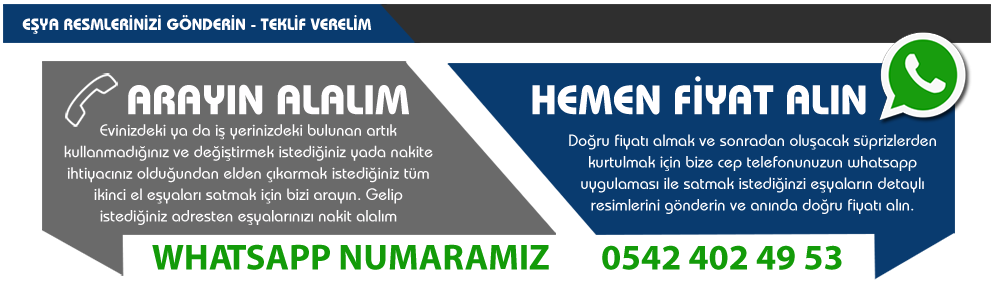 EŞYA RESMLERİNİZİ GÖNDERİN - TEKLİF VERELİM
ARAYIN ALALIM
Evinizdeki ya da iş yerinizdeki bulunan artık
kullanmadığınız ve değiştirmek istediğiniz yada nakite
ihtiyacınız olduğundan elden çıkarmak istediğiniz tüm
ikinci el eşyaları satmak için bizi arayın. Gelip
istediğiniz adresten eşyalarınızı nakit alalım
HEMEN FİYAT ALIN
Doğru fiyatı almak ve sonradan oluşacak süprizlerden
kurtulmak için bize cep telefonunuzun whatsapp
uygulaması ile satmak istediğinzi eşyaların detaylı
resimlerini gönderin ve anında doğru fiyatı alın.
WHATSAPP NUMARAMIZ 0542 402 49 53